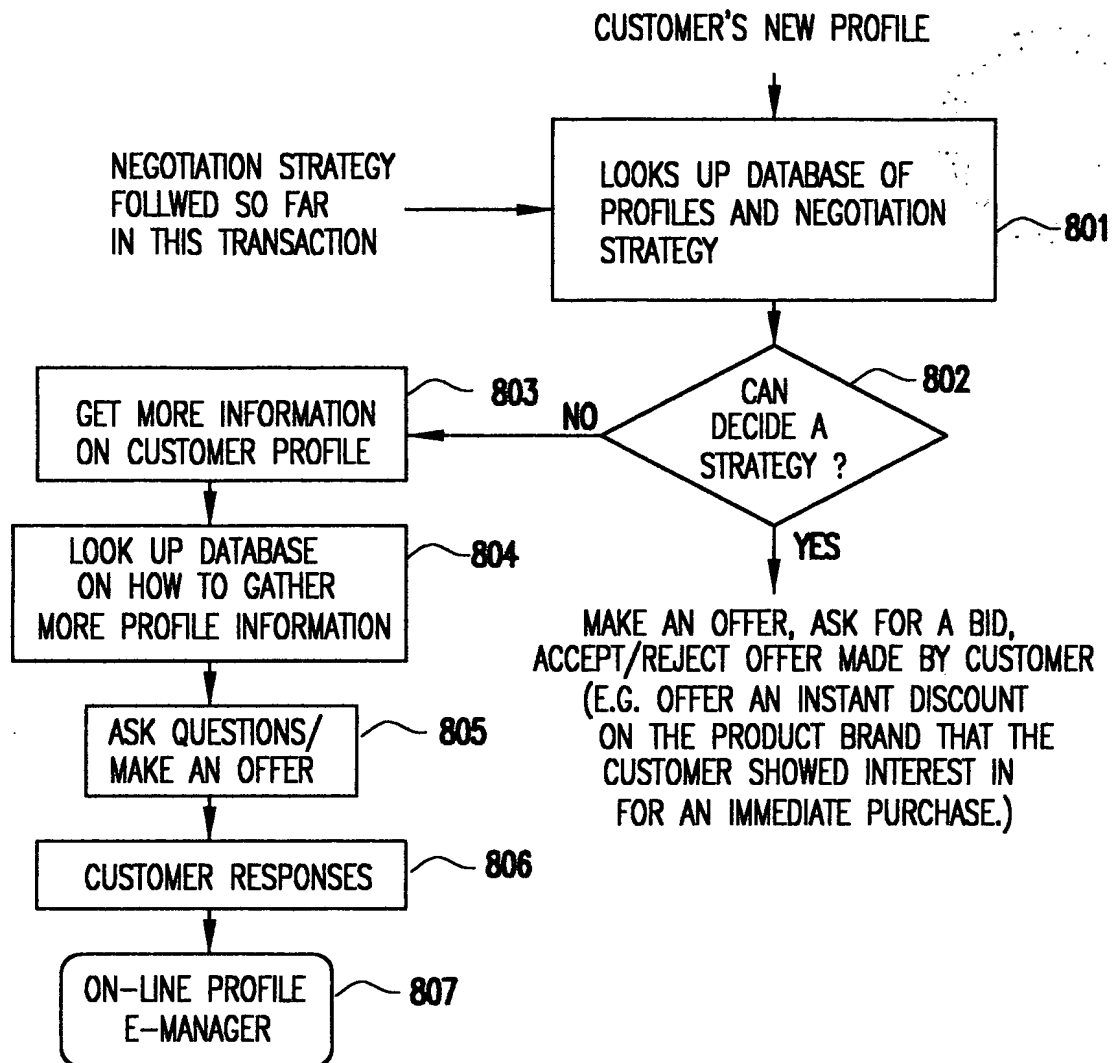 CUSTOMER'S NEW PROFILE
NEGOTIATION STRATEGY
FOLLWED SO FAR
IN THIS TRANSACTION
LOOKS UP DATABASE OF
PROFILES AND NEGOTIATION
STRATEGY
801
CAN
DECIDE A
STRATEGY ?
802
NO
YES
803
GET MORE INFORMATION
ON CUSTOMER PROFILE
LOOK UP DATABASE
ON HOW TO GATHER
MORE PROFILE INFORMATION
804
ASK QUESTIONS/
MAKE AN OFFER
805
CUSTOMER RESPONSES
806
ON-LINE PROFILE
E-MANAGER
807
MAKE AN OFFER, ASK FOR A BID,
ACCEPT/REJECT OFFER MADE BY CUSTOMER
(E.G. OFFER AN INSTANT DISCOUNT
ON THE PRODUCT BRAND THAT THE
CUSTOMER SHOWED INTEREST IN
FOR AN IMMEDIATE PURCHASE.)